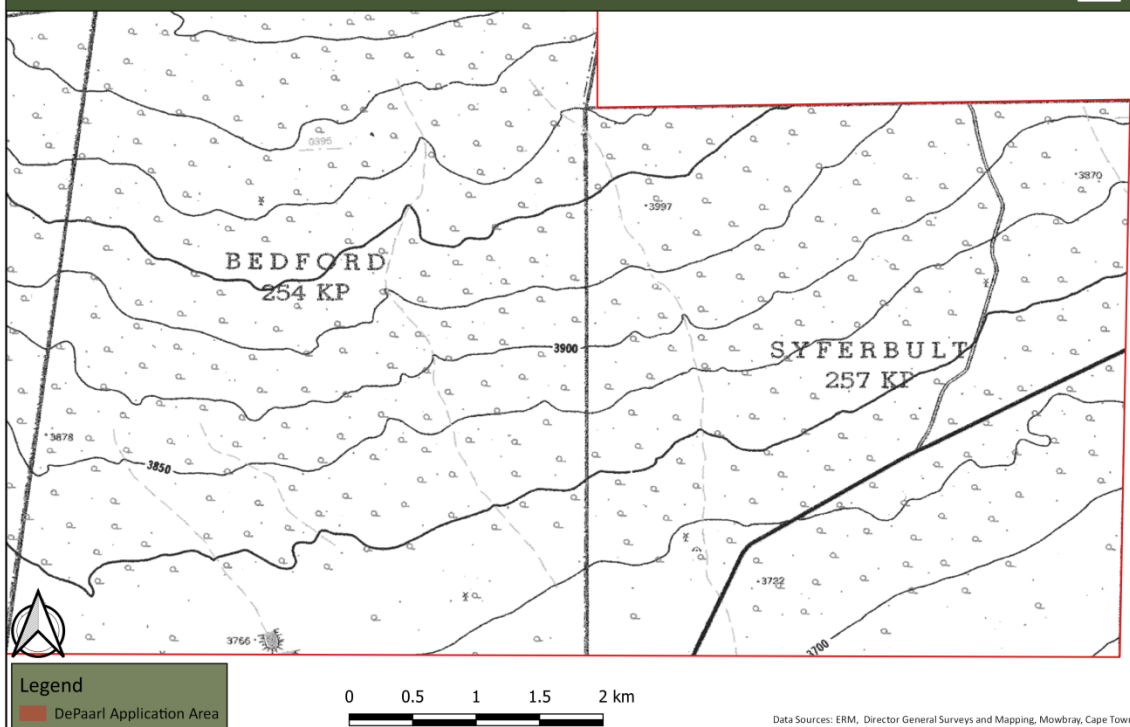 0395
3870
3997
BEDFORD
254 KP
3900
SYFERBULT
257 KP
3878
3850
3722
3766
3700
Legend
DePaarl Application Area
0 0.5 1 1.5 2 km
Data Sources: ERM, Director General Surveys and Mapping, Mowbray, Cape Town